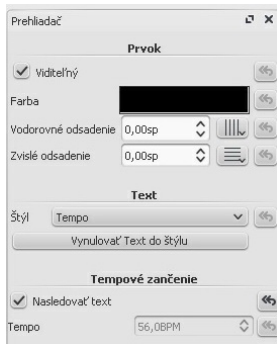 Prehliadač
Prvok
Viditeľný
Farba
Vodorovné odsadenie 0,00sp
Zvislé odsadenie 0,00sp
Text
Štýl Tempo
Vynulovať Text do štýlu
Tempové zančenie
Nasledovať text
Tempo 56,0BPM